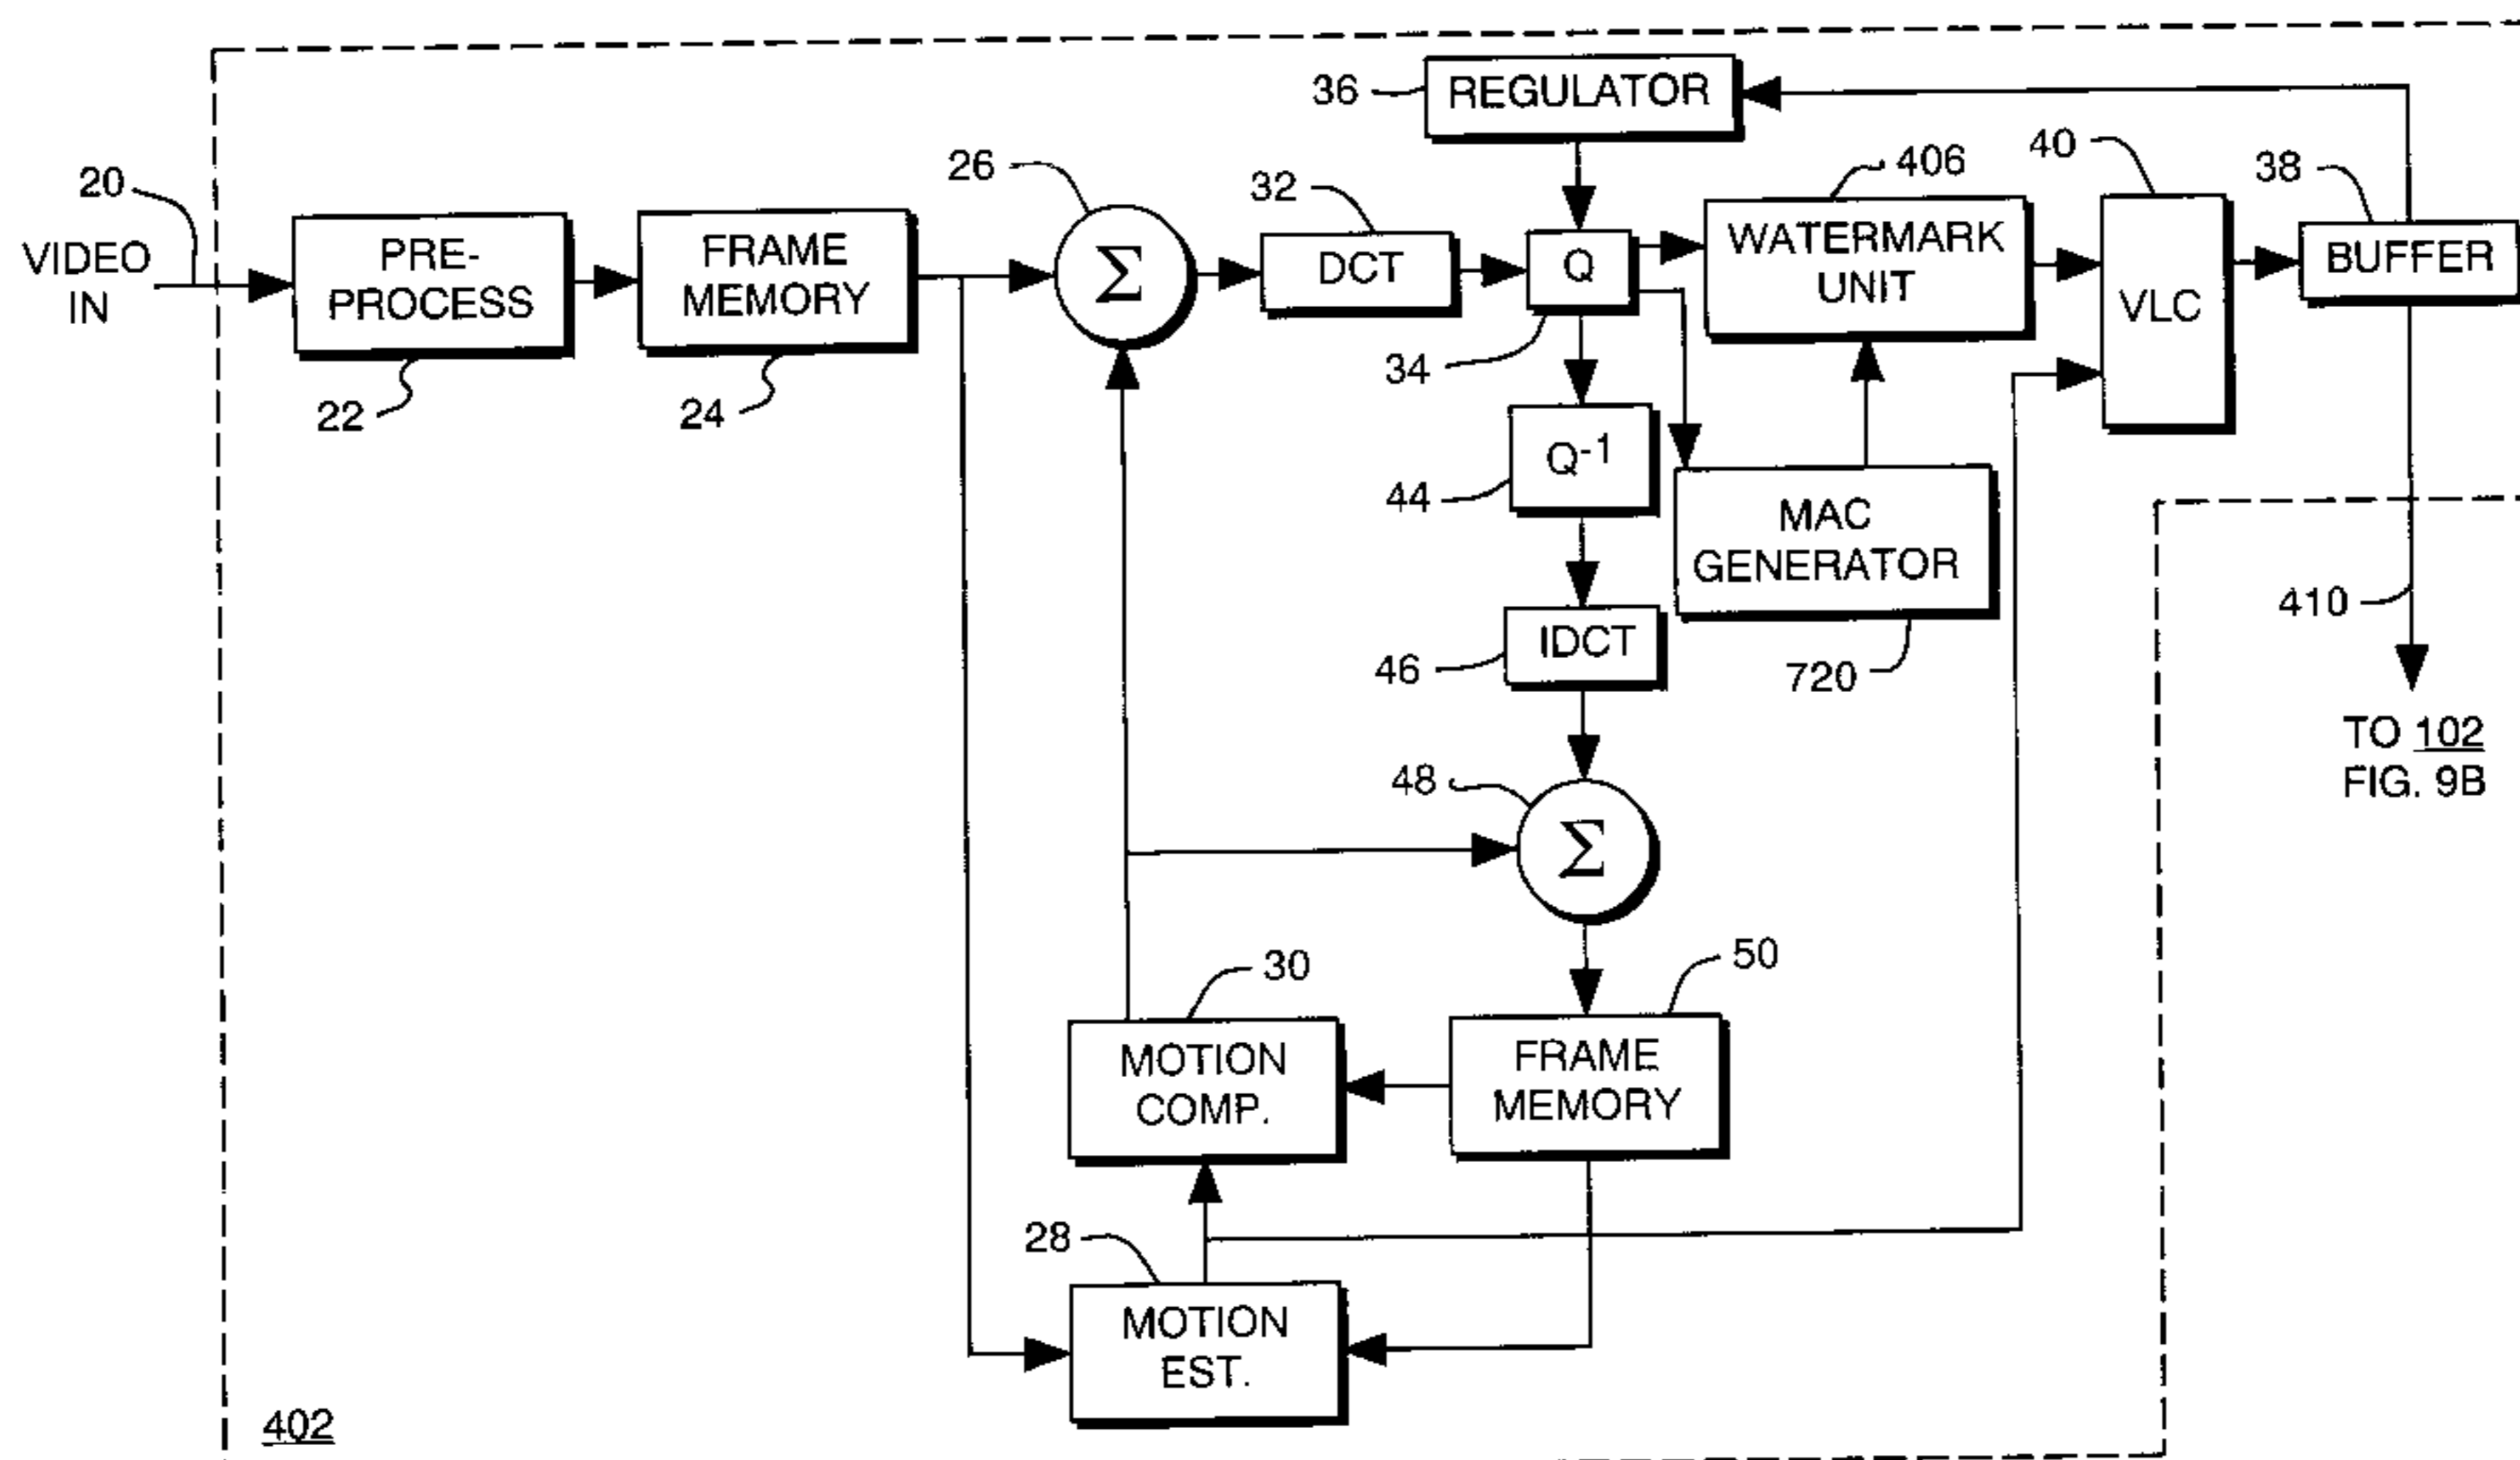 36
REGULATOR
20
VIDEO
IN
PRE-
PROCESS
22
FRAME
MEMORY
24
26
Σ
32
DCT
Q
34
406
WATERMARK
UNIT
40
VLC
38
BUFFER
Q-1
44
MAC
GENERATOR
720
IDCT
46
410
TO 102
FIG. 9B
48
Σ
30
MOTION
COMP.
50
FRAME
MEMORY
28
MOTION
EST.
402